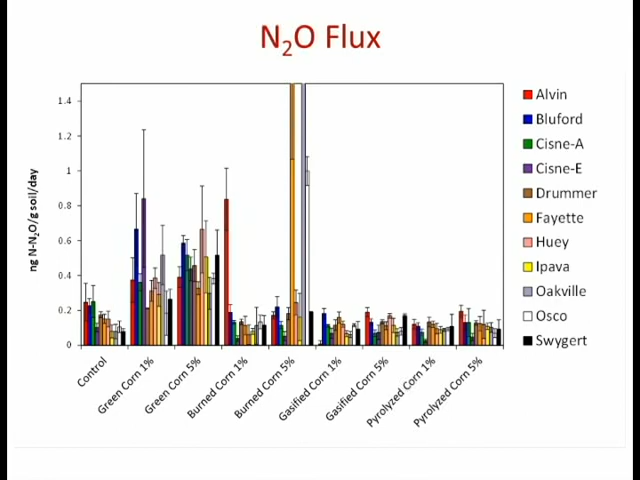 N₂O Flux
ng N-N₂O/g soil/day
1.4
1.2
1
0.8
0.6
0.4
0.2
0
Control
Green Corn 1%
Green Corn 5%
Burned Corn 1%
Burned Corn 5%
Gasified Corn 1%
Gasified Corn 5%
Pyrolyzed Corn 1%
Pyrolyzed Corn 5%
Alvin
Bluford
Cisne-A
Cisne-E
Drummer
Fayette
Huey
Ipava
Oakville
Osco
Swygert